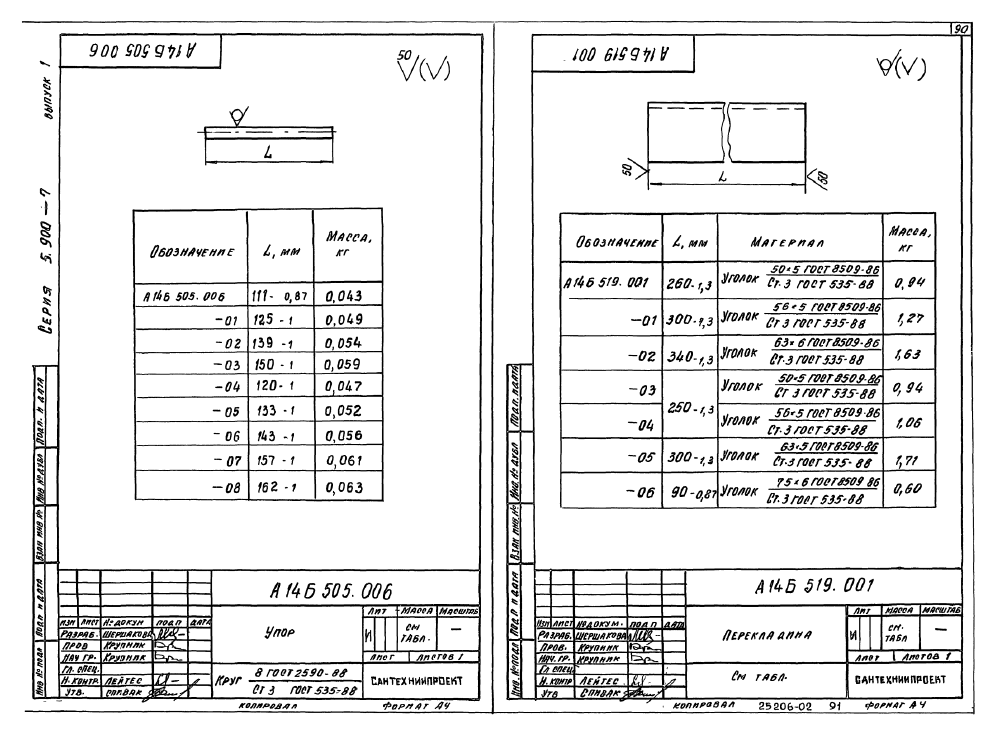 90
А14Б 505 006
50
(√)
Серия 5.900-7 выпуск 1
L
Обозначение L, мм Масса, кг
А14Б 505.006 111-0,87 0,043
-01 125-1 0,049
-02 139-1 0,054
-03 150-1 0,059
-04 120-1 0,047
-05 133-1 0,052
-06 143-1 0,056
-07 157-1 0,061
-08 162-1 0,063
Подп. и дата
Инв № дубл
Взам инв №
Подп и дата
Инв № подл
А14Б 505.006
Изм Лист № докум Подп Дата
Разраб. Шершакова
Пров Крупник
Нач гр. Крупник
Гл. спец.
Н.контр Лейтес
Утв. Спивак
Упор
Лит Масса Масштаб
И см табл. —
Лист Листов 1
Круг 8 ГОСТ 2590-88
Ст 3 ГОСТ 535-88
САНТЕХНИИПРОЕКТ
Копировал Формат А4
А14Б 519 001
(√)
50
50
L
Обозначение L, мм Материал Масса, кг
А14Б 519.001 260-1,3 Уголок 50×5 ГОСТ 8509-86 0,94
Ст.3 ГОСТ 535-88
-01 300-1,3 Уголок 56×5 ГОСТ 8509-86 1,27
Ст 3 ГОСТ 535-88
-02 340-1,3 Уголок 63×6 ГОСТ 8509-86 1,63
Ст.3 ГОСТ 535-88
-03 250-1,3 Уголок 50×5 ГОСТ 8509-86 0,94
Ст 3 ГОСТ 535-88
-04 Уголок 56×5 ГОСТ 8509-86 1,06
Ст.3 ГОСТ 535-88
-05 300-1,3 Уголок 63×5 ГОСТ 8509-86 1,71
Ст.3 ГОСТ 535-88
-06 90-0,87 Уголок 75×6 ГОСТ 8509 86 0,60
Ст.3 ГОСТ 535-88
Подп. и дата
Инв № дубл
Взам инв №
Подп и дата
Инв. № подл
А14Б 519.001
Изм Лист № докум. Подп Дата
Разраб. Шершакова
Пров. Крупник
Нач. гр. Крупник
Гл спец
Н. контр Лейтес
Утв Спивак
Перекладина
Лит Масса Масштаб
И см. табл —
Лист Листов 1
См табл.
САНТЕХНИИПРОЕКТ
Копировал 25206-02 91 Формат А4